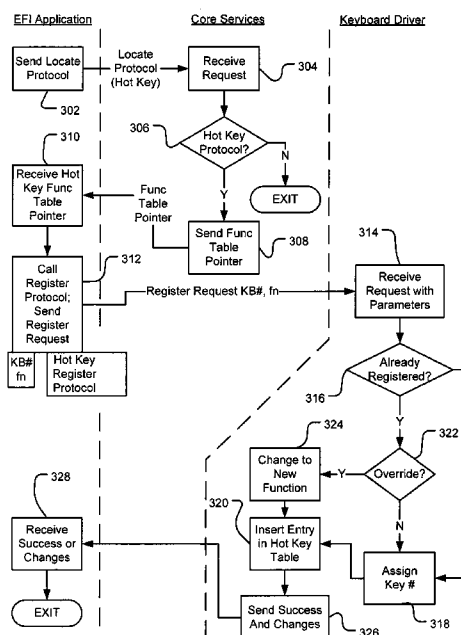 EFI Application
Core Services
Keyboard Driver
Send Locate
Protocol
302
Locate
Protocol
(Hot Key)
Receive
Request
304
306
Hot Key
Protocol?
N
EXIT
Y
310
Receive Hot
Key Func
Table
Pointer
Func
Table
Pointer
Send Func
Table Pointer
308
312
Call
Register
Protocol;
Send
Register
Request
Register Request KB#, fn
314
Receive
Request with
Parameters
KB#
fn
Hot Key
Register
Protocol
Already
Registered?
316
Y
322
324
Change to
New
Function
Y
Override?
N
328
Receive
Success or
Changes
320
Insert Entry
in Hot Key
Table
Assign
Key #
318
EXIT
Send Success
And Changes
326